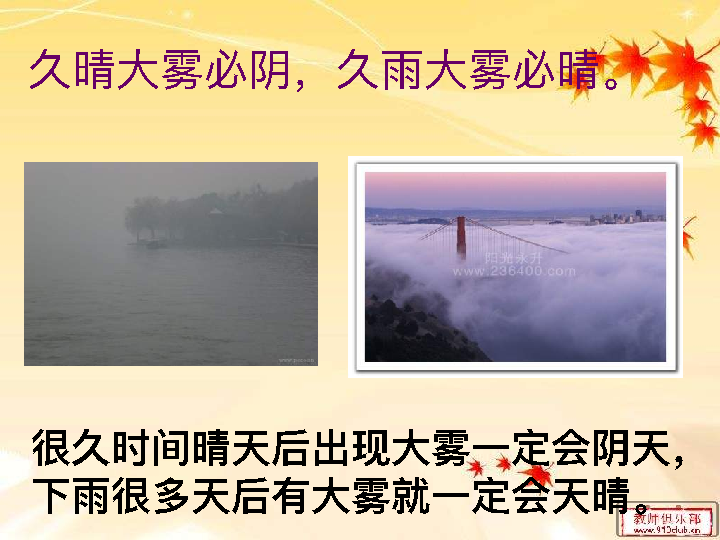 久晴大雾必阴，久雨大雾必晴。
阳光永升
www.236400.com
很久时间晴天后出现大雾一定会阴天，
下雨很多天后有大雾就一定会天晴。
教师俱乐部
www.910club.cn